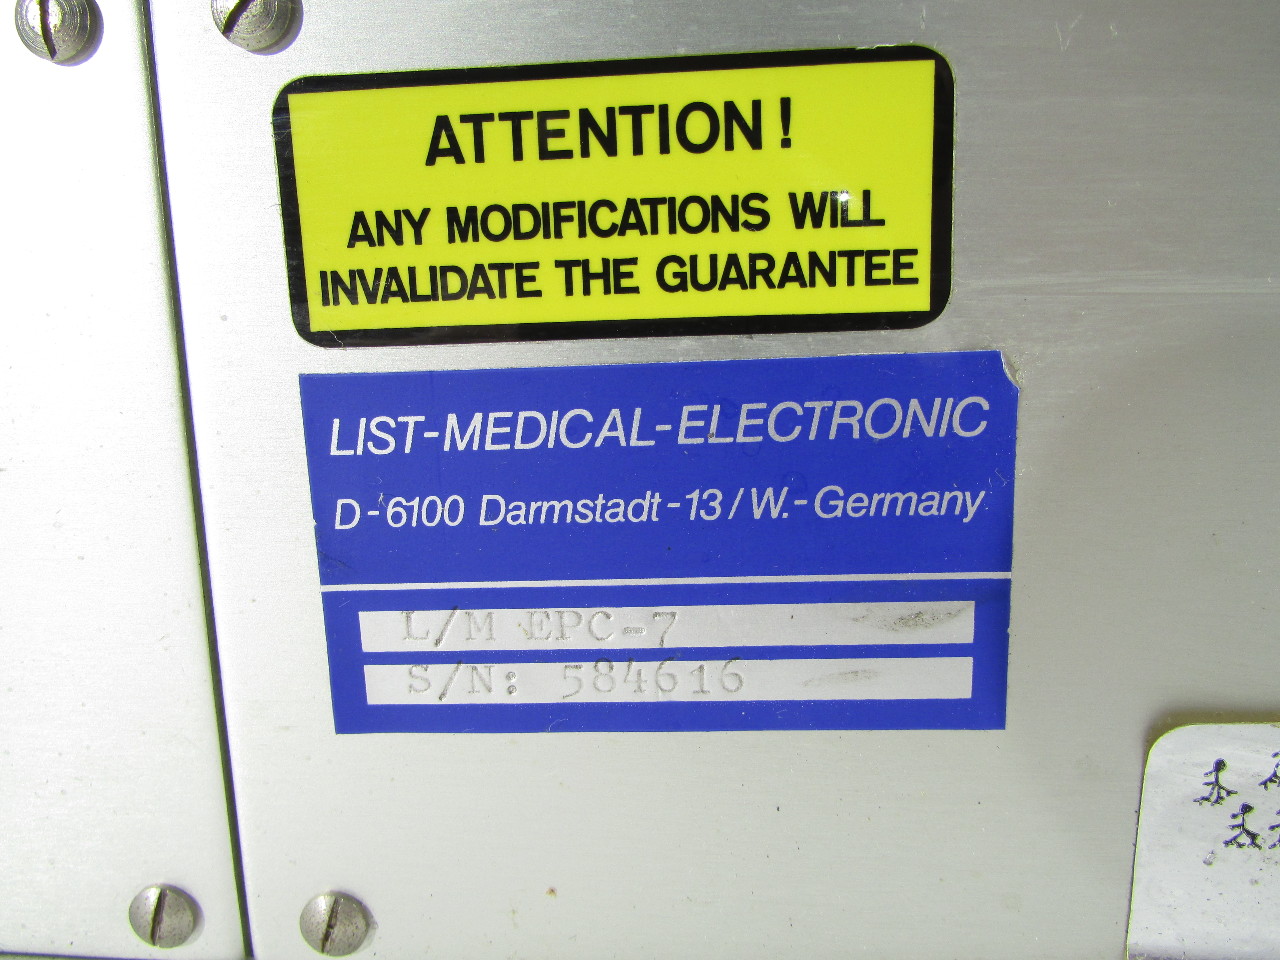 ATTENTION !
ANY MODIFICATIONS WILL
INVALIDATE THE GUARANTEE
LIST-MEDICAL-ELECTRONIC
D-6100 Darmstadt-13/W.-Germany
L/M EPC-7
S/N: 584616